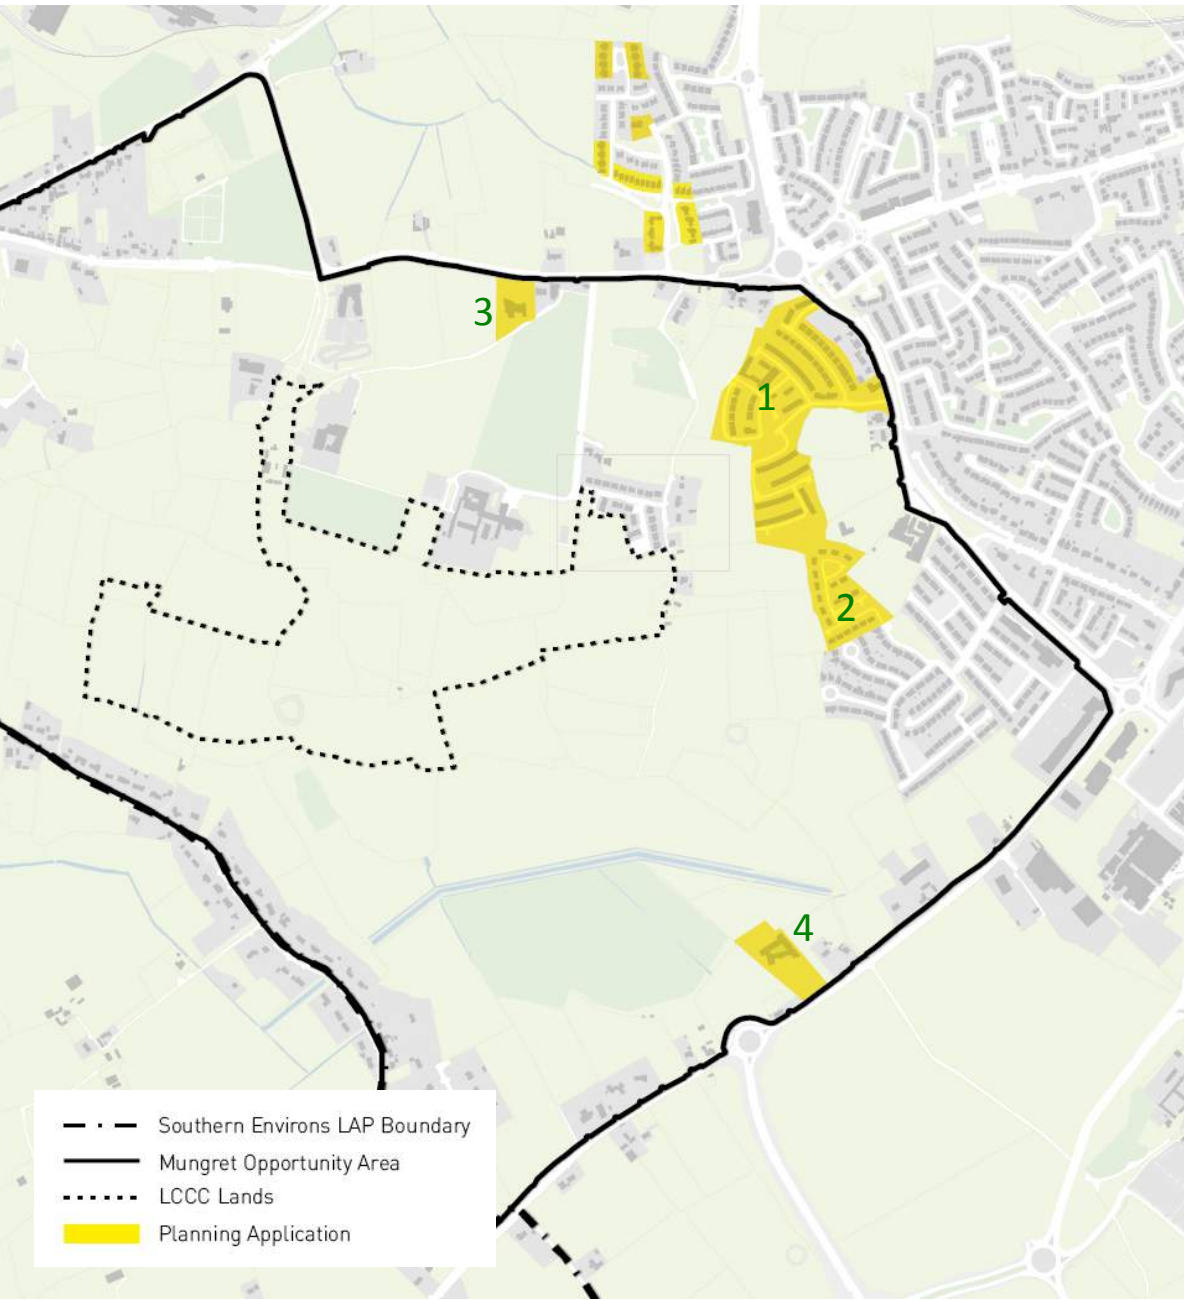 3
1
2
4
Southern Environs LAP Boundary
Mungret Opportunity Area
LCCC Lands
Planning Application